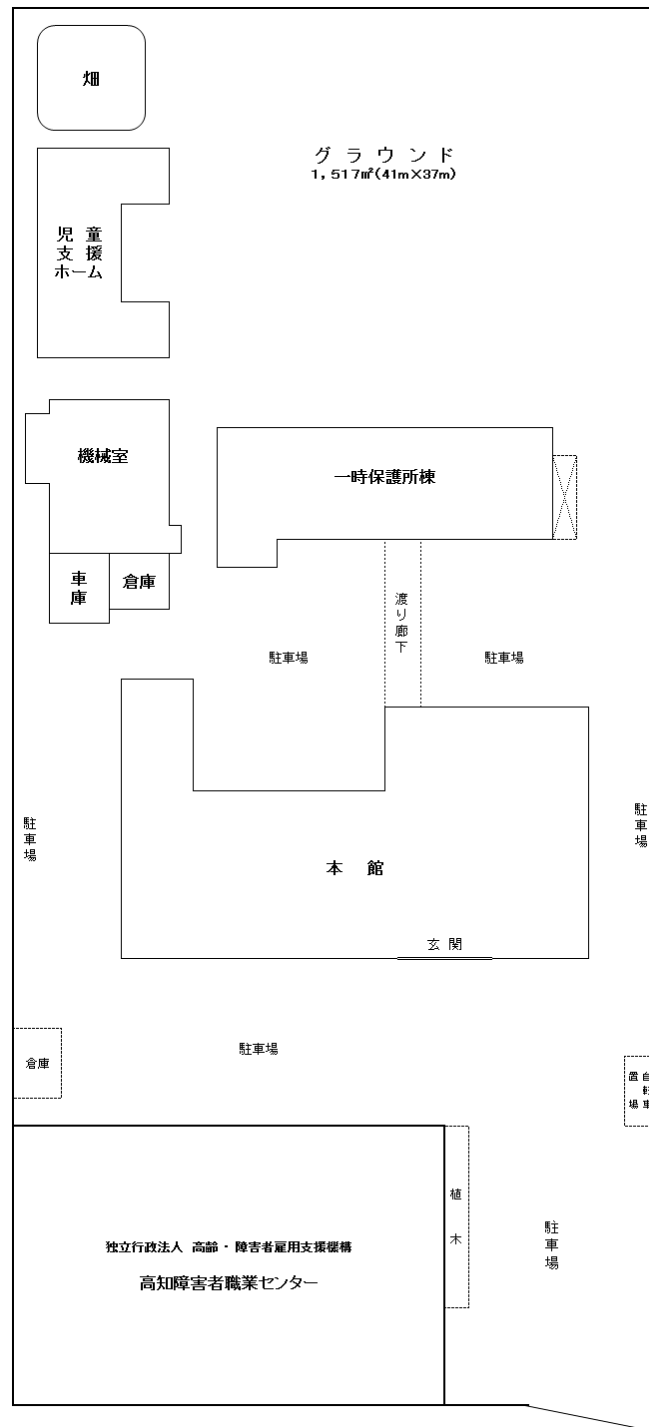 畑
グラウンド
1,517㎡(41m×37m)
児童
支援
ホーム
機械室
一時保護所棟
車庫
倉庫
渡り廊下
駐車場
駐車場
駐車場
駐車場
本館
玄関
駐車場
倉庫
自転車
置場
植木
駐車場
独立行政法人 高齢・障害者雇用支援機構
高知障害者職業センター